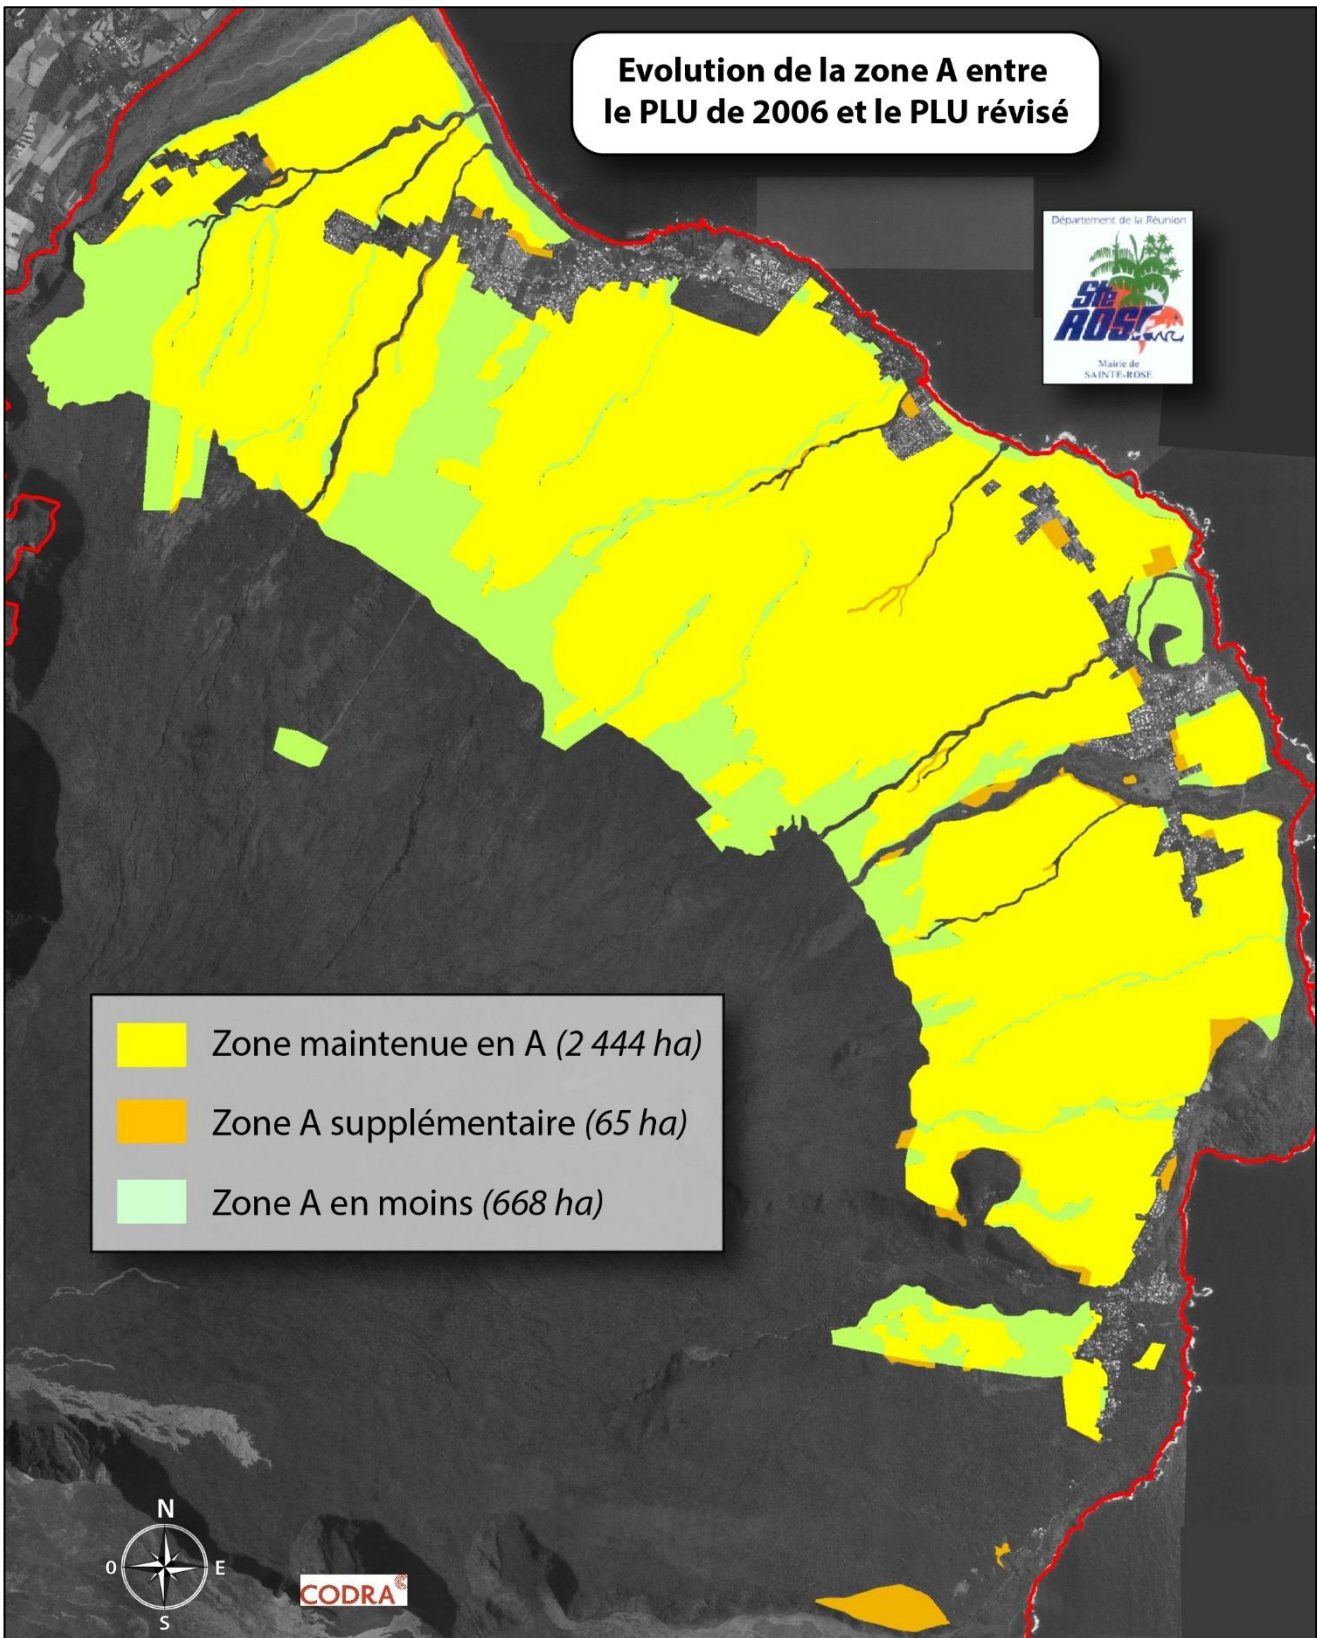 Evolution de la zone A entre
le PLU de 2006 et le PLU révisé
Département de la Réunion
Ste
ROSE
Mairie de
SAINTE-ROSE
Zone maintenue en A (2 444 ha)
Zone A supplémentaire (65 ha)
Zone A en moins (668 ha)
N
O
E
S
CODRA